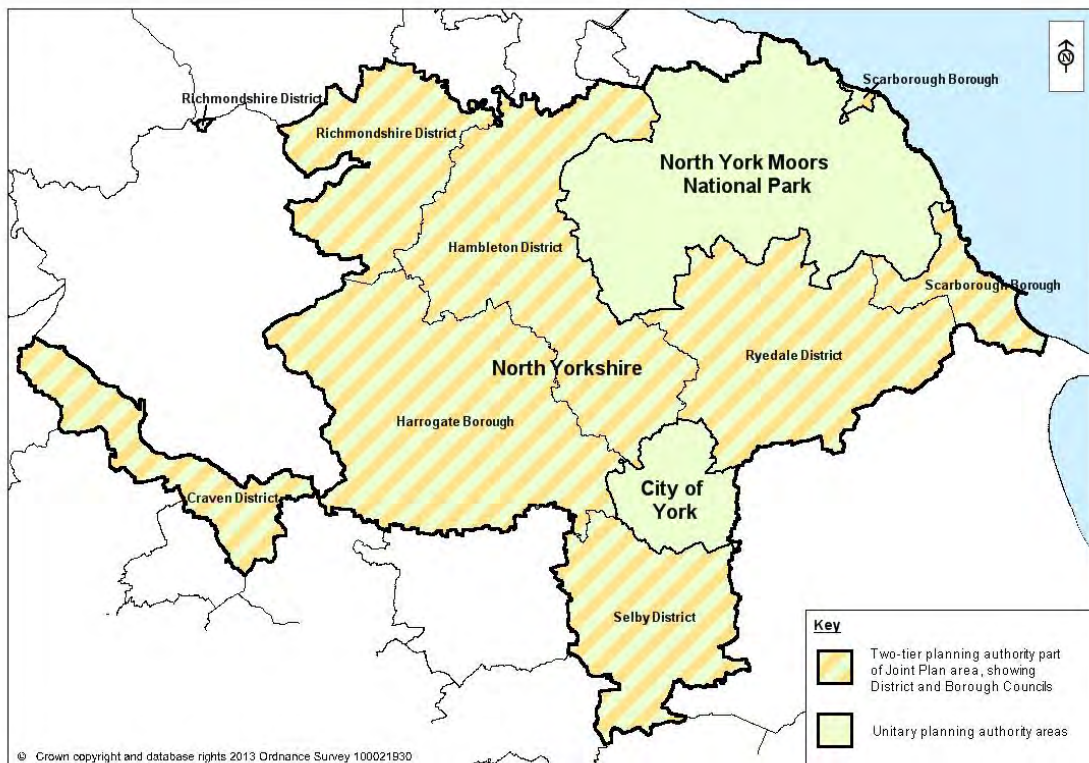 Scarborough Borough
Richmondshire District
Richmondshire District
North York Moors
National Park
Hambleton District
Scarborough Borough
Ryedale District
North Yorkshire
Harrogate Borough
Craven District
City of
York
Selby District
Key
Two-tier planning authority part
of Joint Plan area, showing
District and Borough Councils
Unitary planning authority areas
© Crown copyright and database rights 2013 Ordnance Survey 100021930